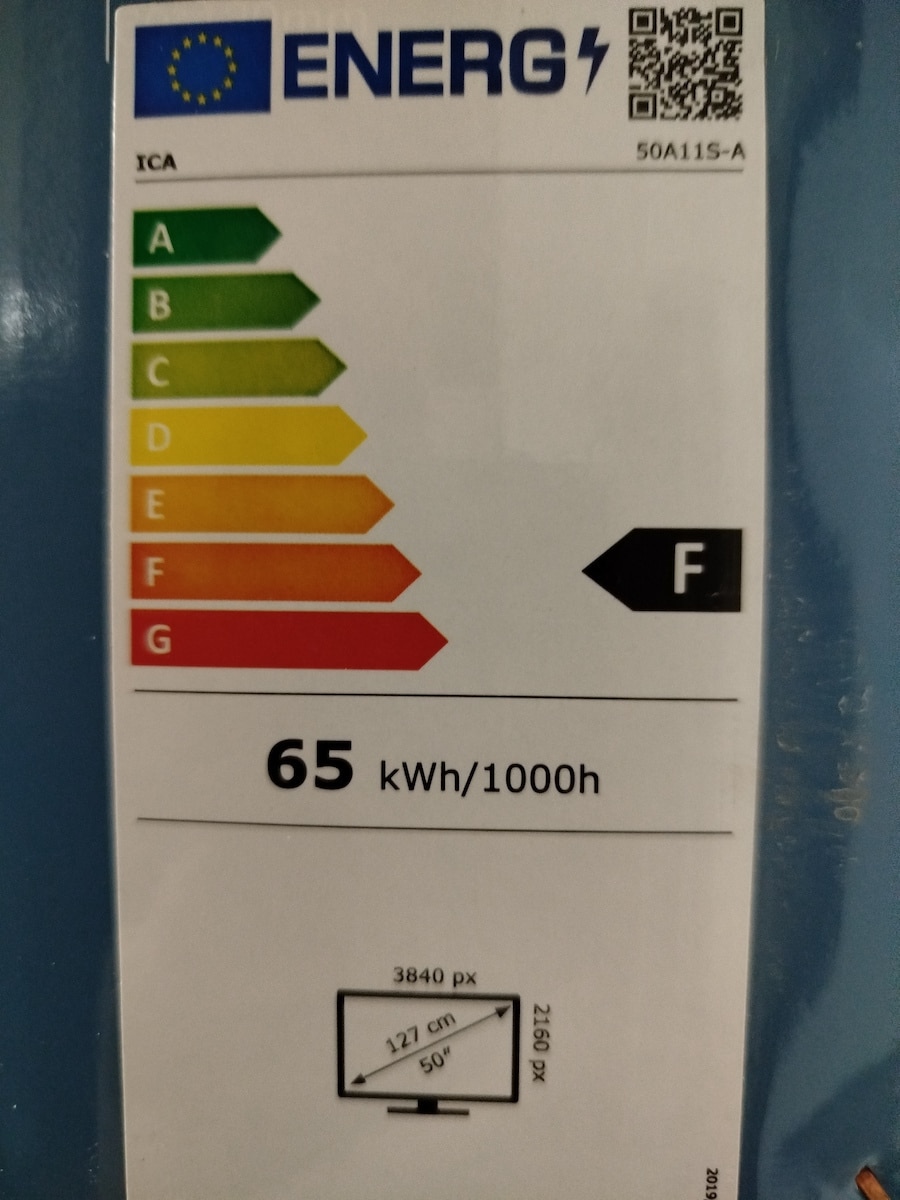 ENERG
ICA
50A11S-A
A
B
C
D
E
F
F
G
65 kWh/1000h
3840 px
127 cm
50"
2160 px
2019